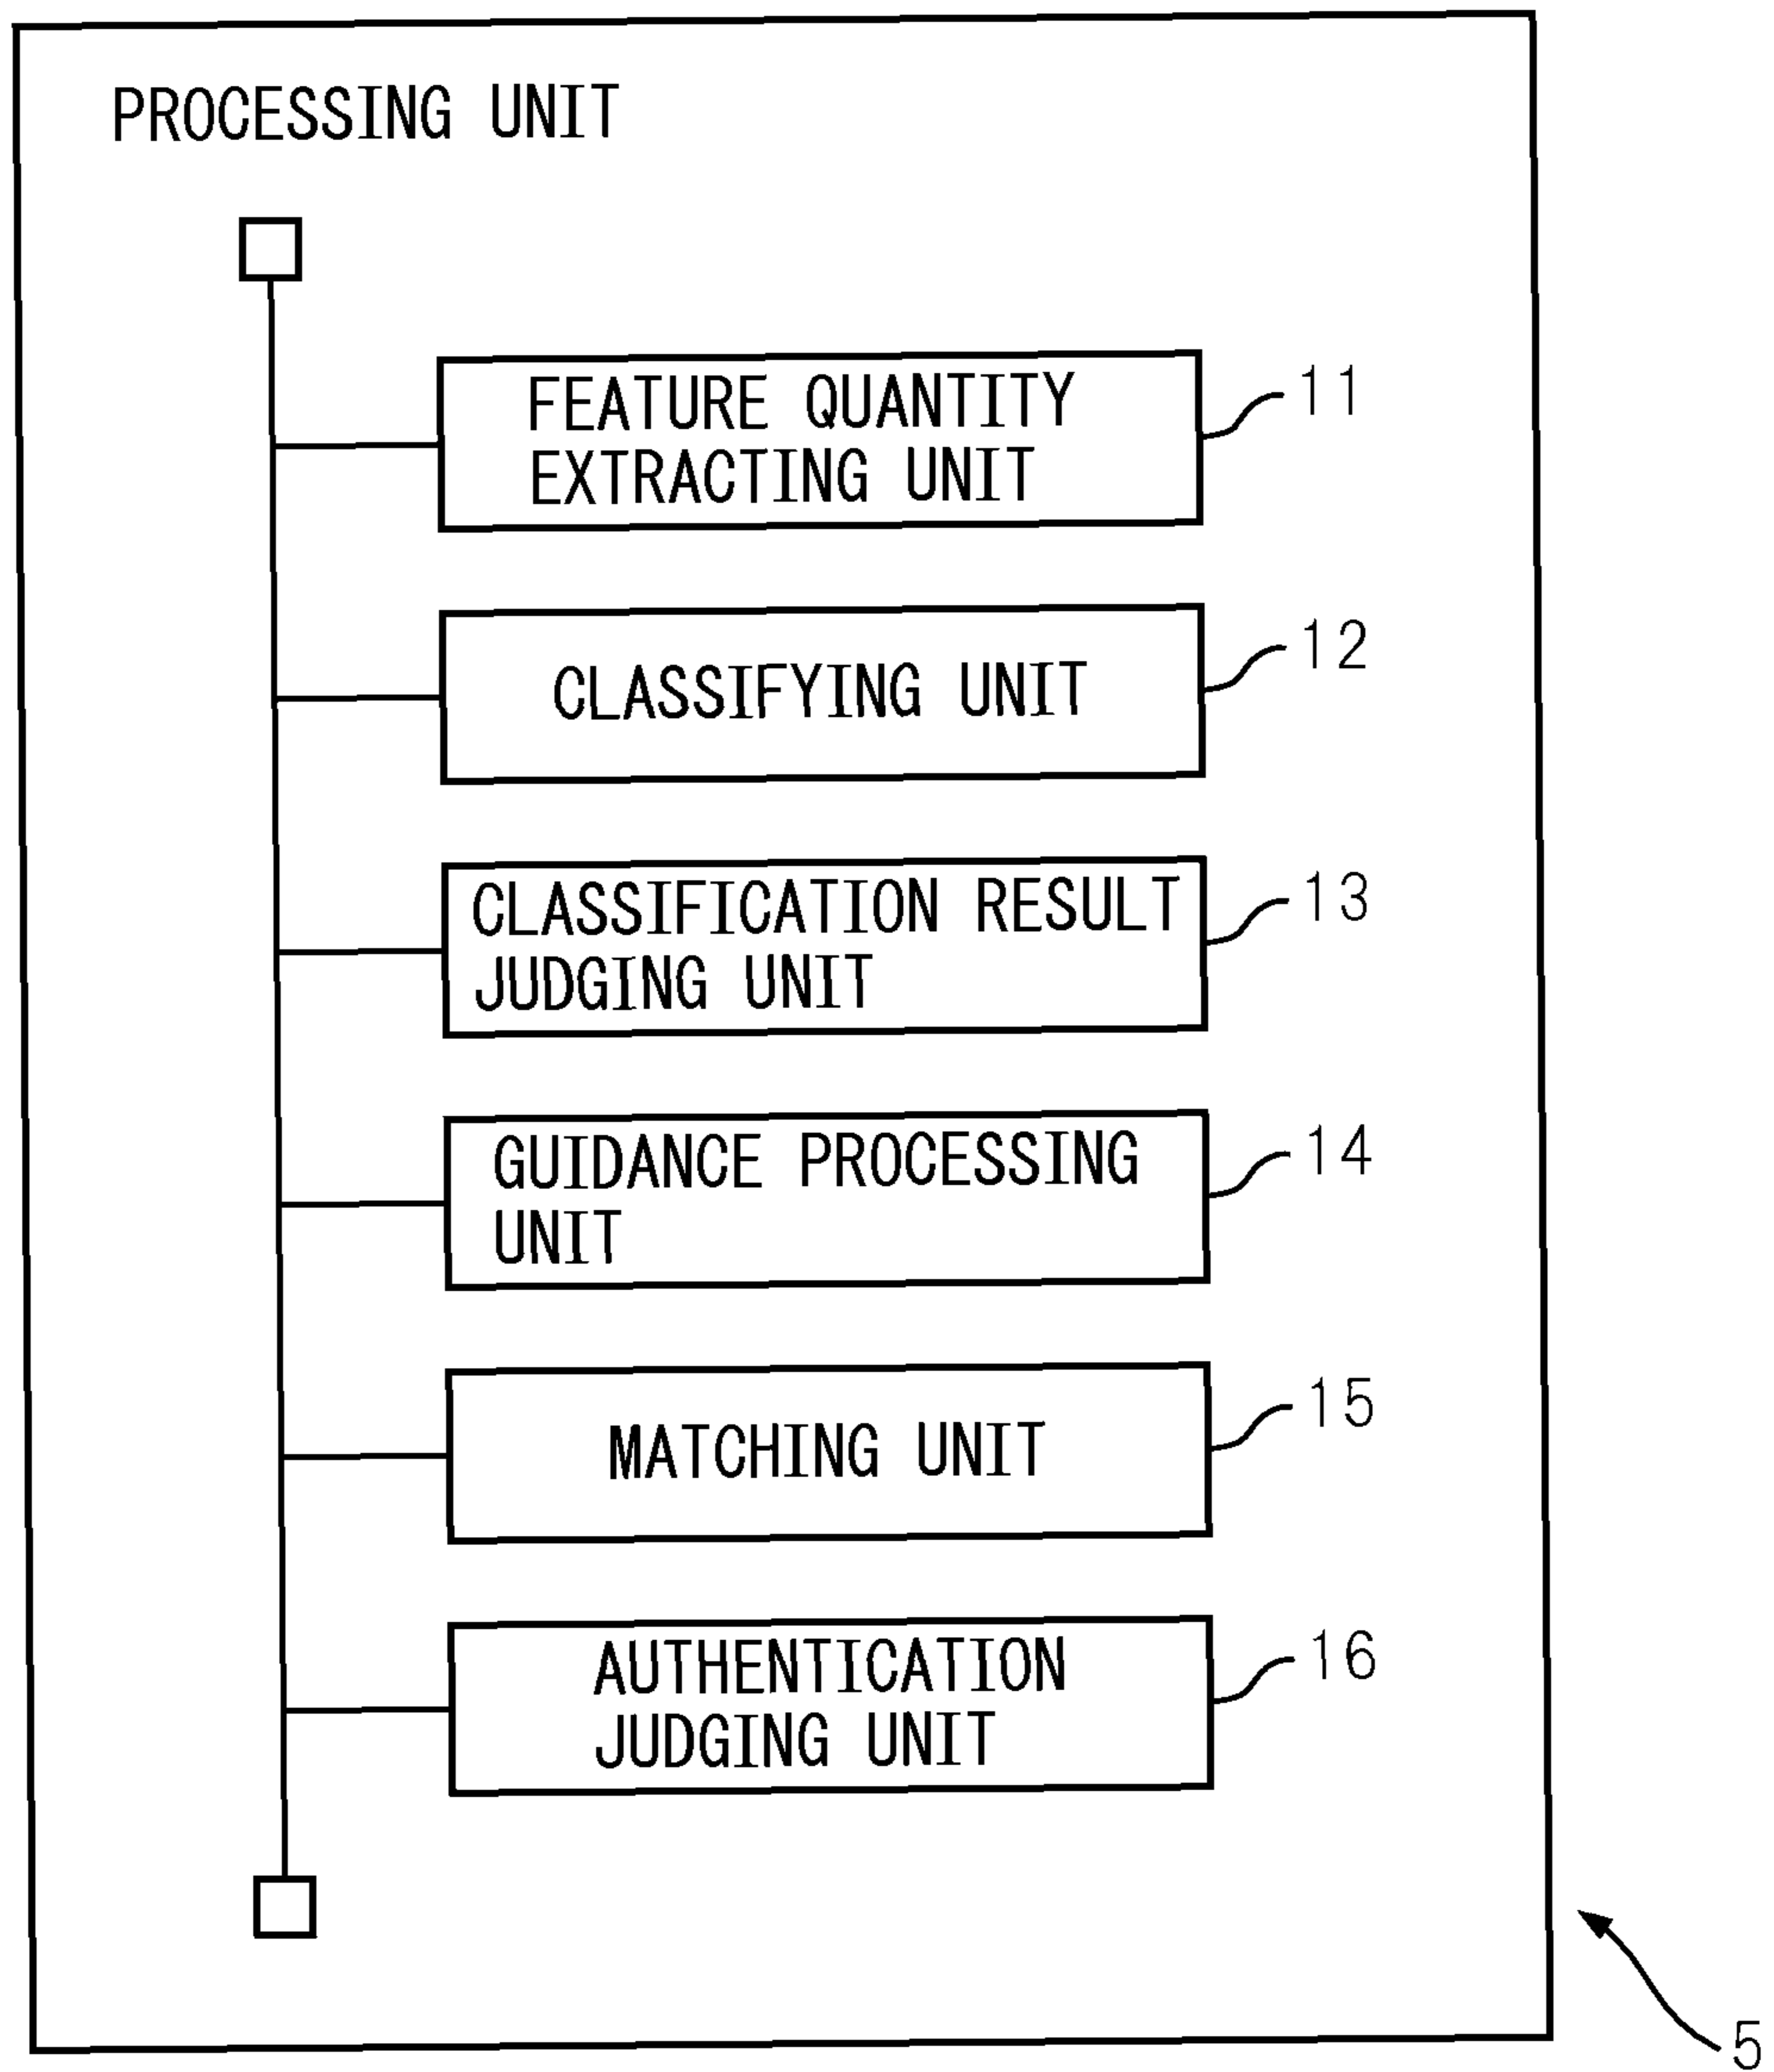 PROCESSING UNIT
FEATURE QUANTITY
EXTRACTING UNIT
11
CLASSIFYING UNIT
12
CLASSIFICATION RESULT
JUDGING UNIT
13
GUIDANCE PROCESSING
UNIT
14
MATCHING UNIT
15
AUTHENTICATION
JUDGING UNIT
16
5